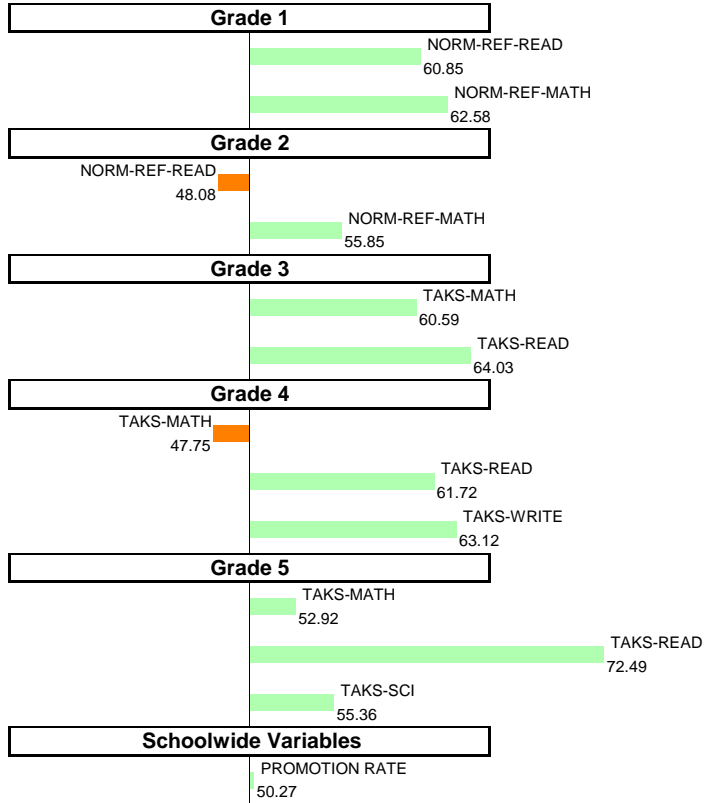 Grade 1
NORM-REF-READ
60.85
NORM-REF-MATH
62.58
Grade 2
NORM-REF-READ
48.08
NORM-REF-MATH
55.85
Grade 3
TAKS-MATH
60.59
TAKS-READ
64.03
Grade 4
TAKS-MATH
47.75
TAKS-READ
61.72
TAKS-WRITE
63.12
Grade 5
TAKS-MATH
52.92
TAKS-READ
72.49
TAKS-SCI
55.36
Schoolwide Variables
PROMOTION RATE
50.27